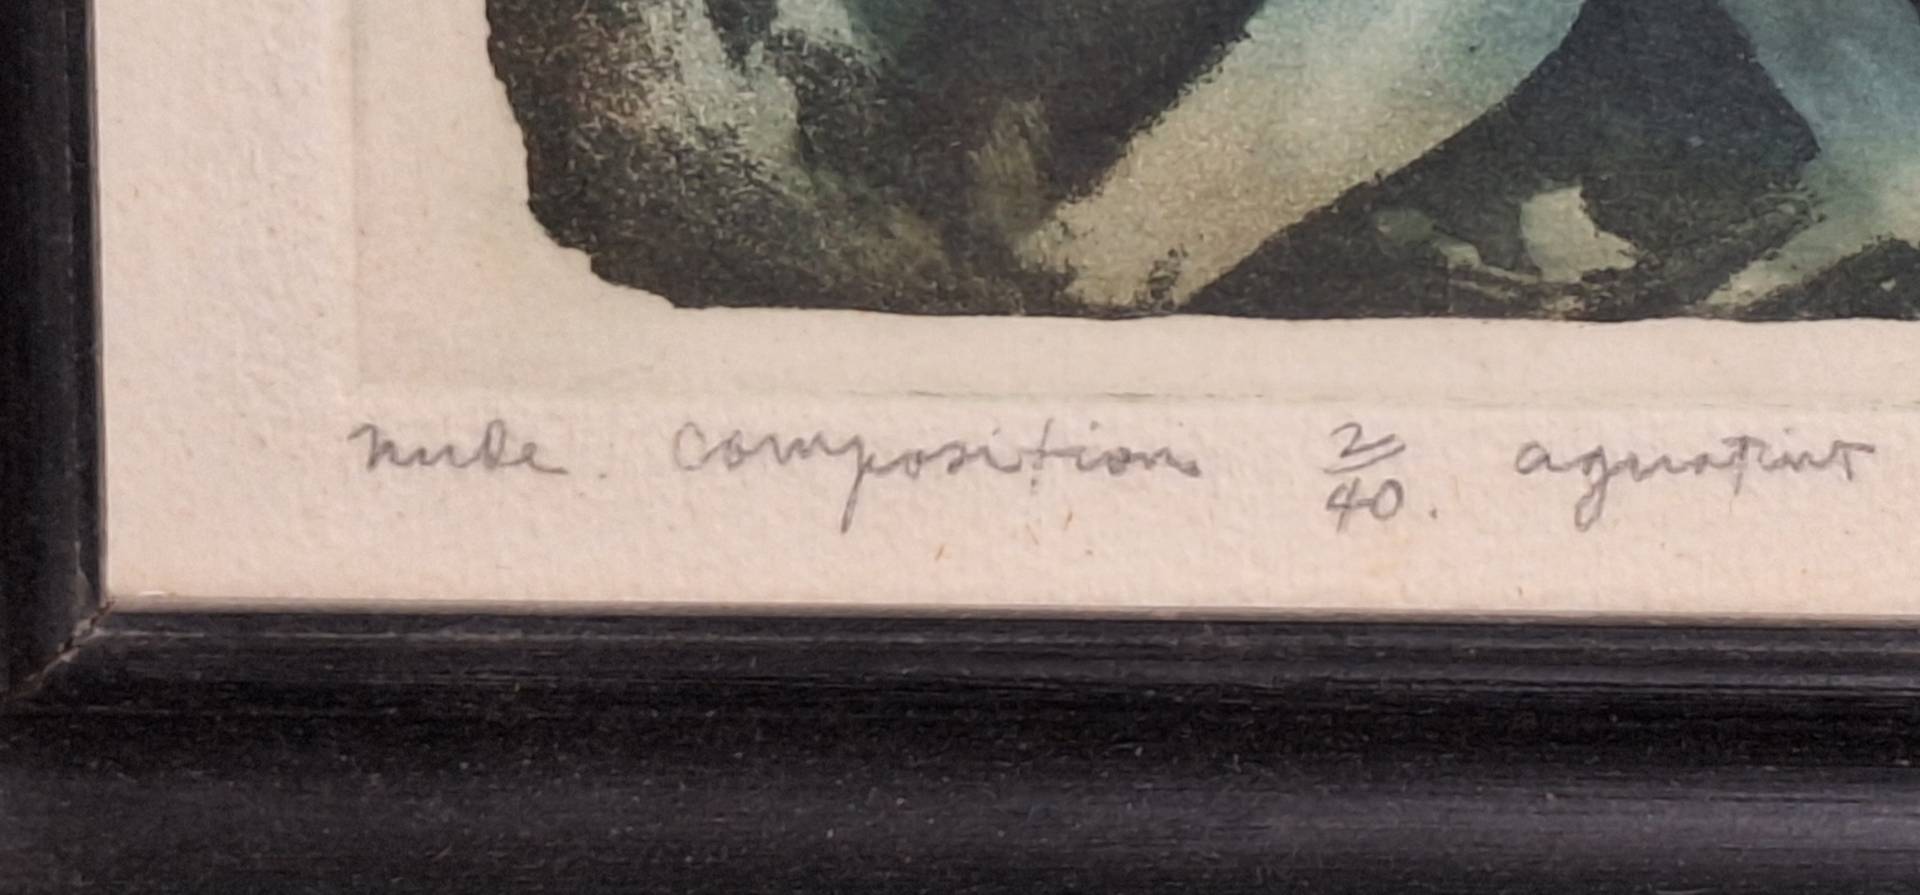 nude. composition 2/40. aquatint